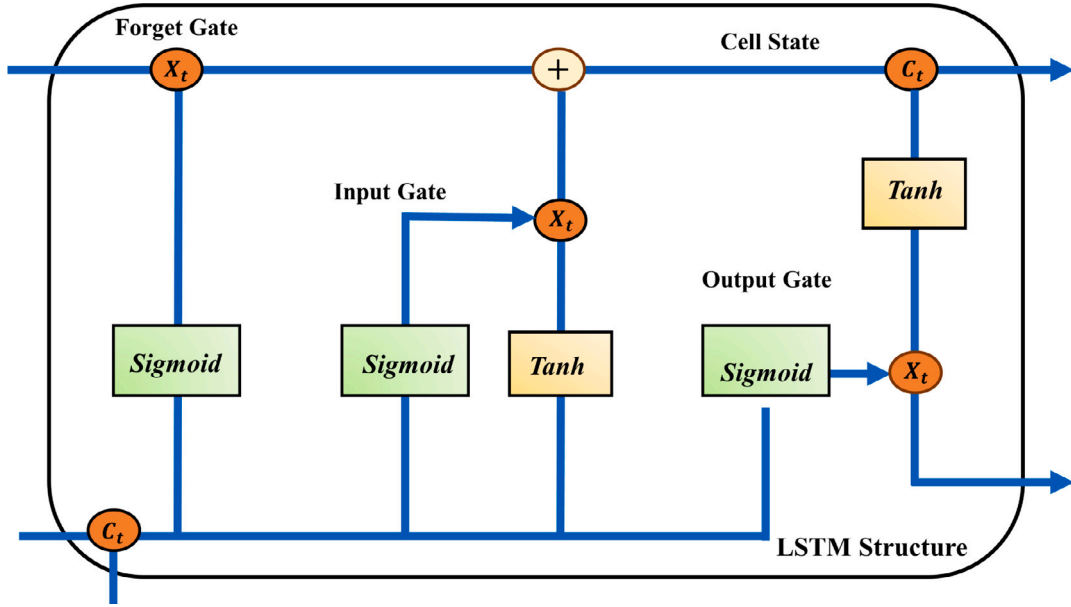 Forget Gate
Cell State
X_t
+
C_t
Input Gate
Tanh
X_t
Output Gate
Sigmoid
Sigmoid
Tanh
Sigmoid
X_t
C_t
LSTM Structure